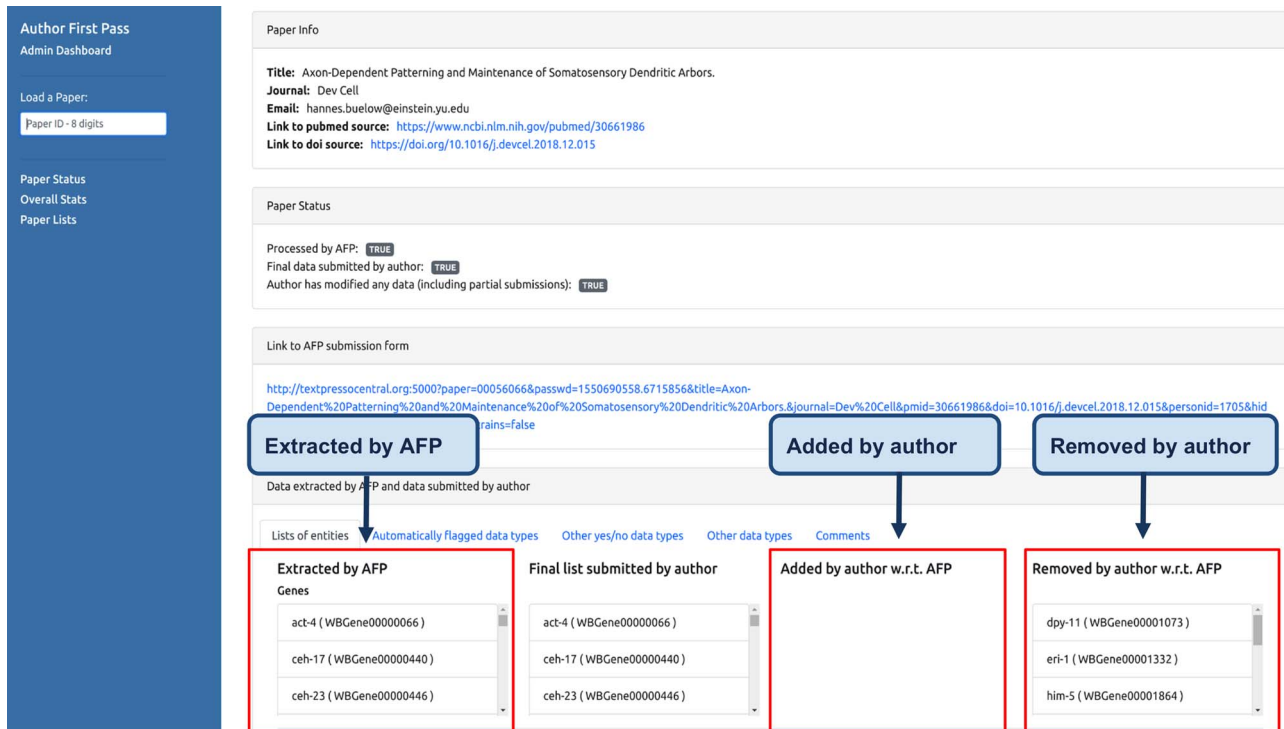 Author First Pass
Admin Dashboard
Load a Paper:
Paper ID - 8 digits
Paper Status
Overall Stats
Paper Lists
Paper Info
Title: Axon-Dependent Patterning and Maintenance of Somatosensory Dendritic Arbors.
Journal: Dev Cell
Email: hannes.buelow@einstein.yu.edu
Link to pubmed source: https://www.ncbi.nlm.nih.gov/pubmed/30661986
Link to doi source: https://doi.org/10.1016/j.devcel.2018.12.015
Paper Status
Processed by AFP: TRUE
Final data submitted by author: TRUE
Author has modified any data (including partial submissions): TRUE
Link to AFP submission form
http://textpressocentral.org:5000?paper=00056066&passwd=1550690558.6715856&title=Axon-
Dependent%20Patterning%20and%20Maintenance%20of%20Somatosensory%20Dendritic%20Arbors.&journal=Dev%20Cell&pmid=30661986&doi=10.1016/j.devcel.2018.12.015&personid=1705&hid
rains=false
Extracted by AFP
Added by author
Removed by author
Data extracted by AFP and data submitted by author
Lists of entities Automatically flagged data types Other yes/no data types Other data types Comments
Extracted by AFP Final list submitted by author Added by author w.r.t. AFP Removed by author w.r.t. AFP
Genes
act-4 ( WBGene00000066 ) act-4 ( WBGene00000066 ) dpy-11 ( WBGene00001073 )
ceh-17 ( WBGene00000440 ) ceh-17 ( WBGene00000440 ) eri-1 ( WBGene00001332 )
ceh-23 ( WBGene00000446 ) ceh-23 ( WBGene00000446 ) him-5 ( WBGene00001864 )